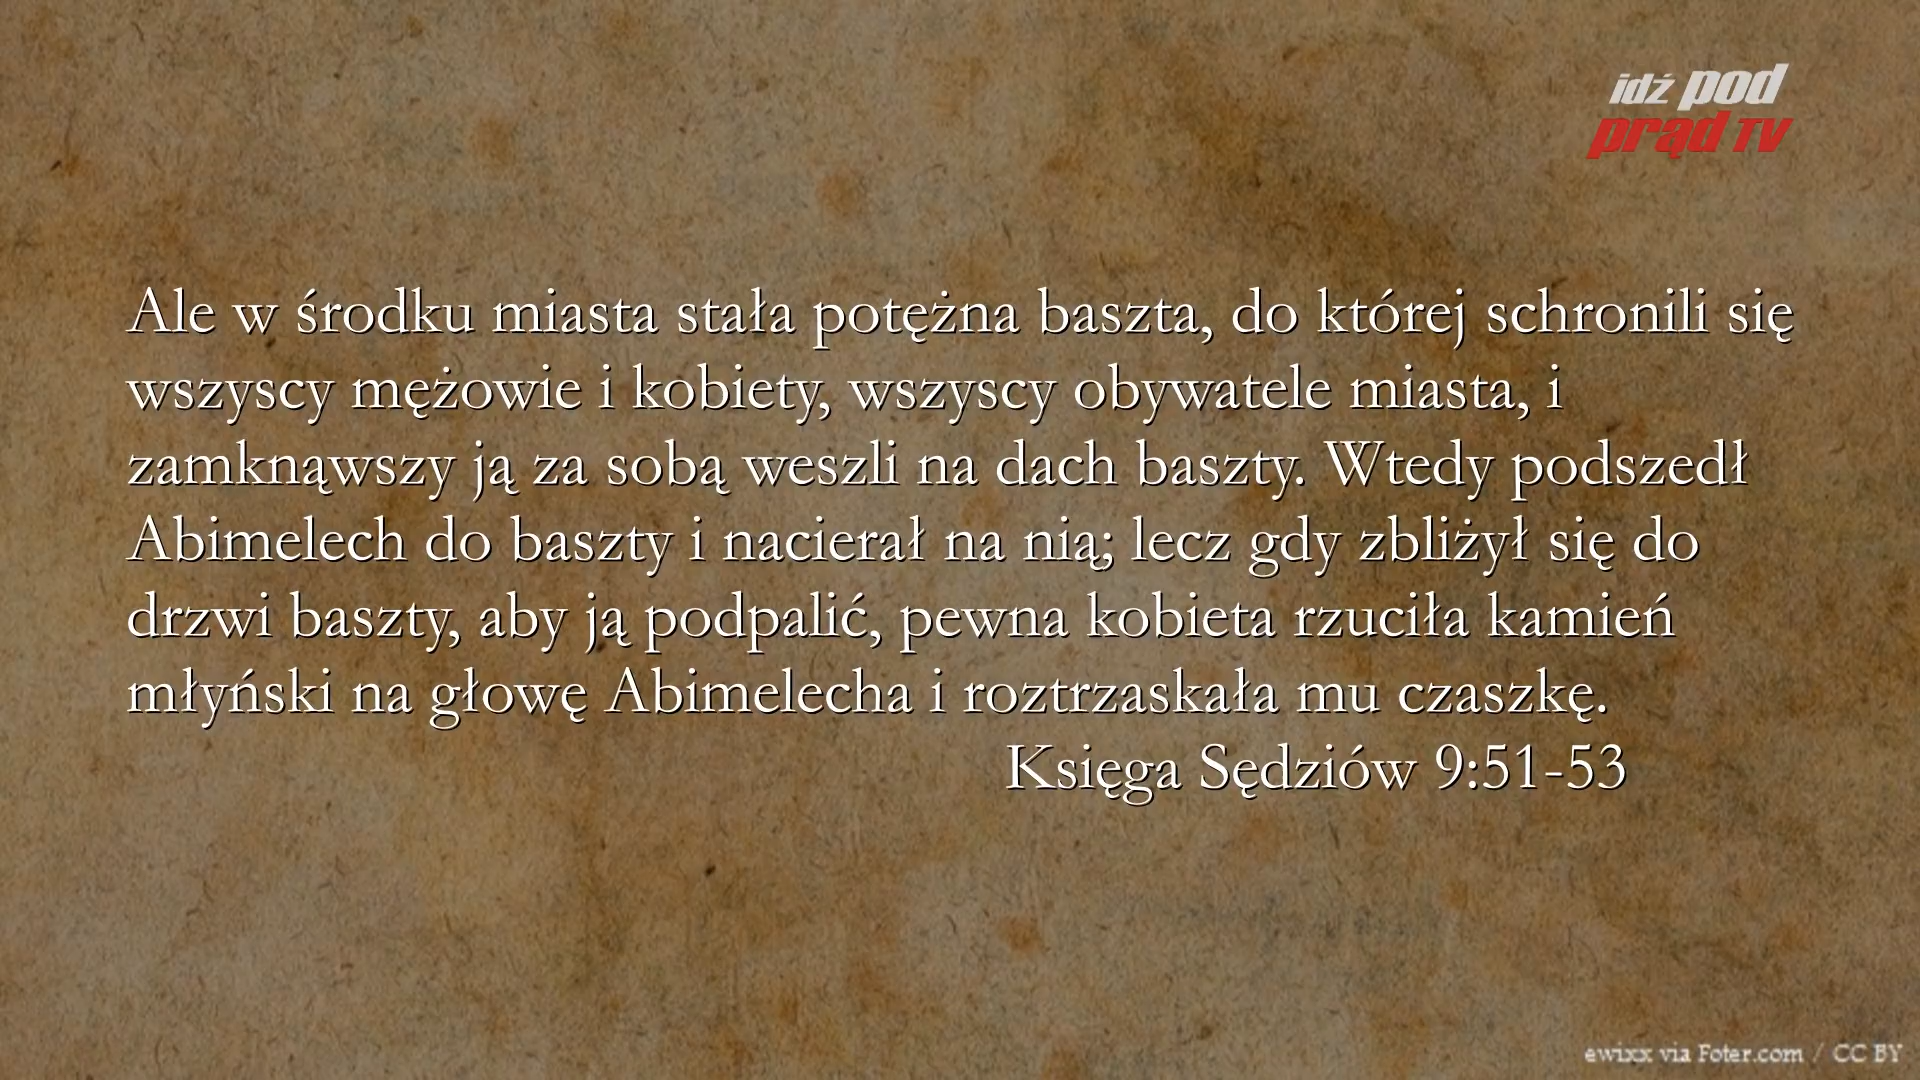 idź pod
prąd TV
Ale w środku miasta stała potężna baszta, do której schronili się
wszyscy mężowie i kobiety, wszyscy obywatele miasta, i
zamknąwszy ją za sobą weszli na dach baszty. Wtedy podszedł
Abimelech do baszty i nacierał na nią; lecz gdy zbliżył się do
drzwi baszty, aby ją podpalić, pewna kobieta rzuciła kamień
młyński na głowę Abimelecha i roztrzaskała mu czaszkę.
Księga Sędziów 9:51-53
ewixx via Foter.com / CC BY